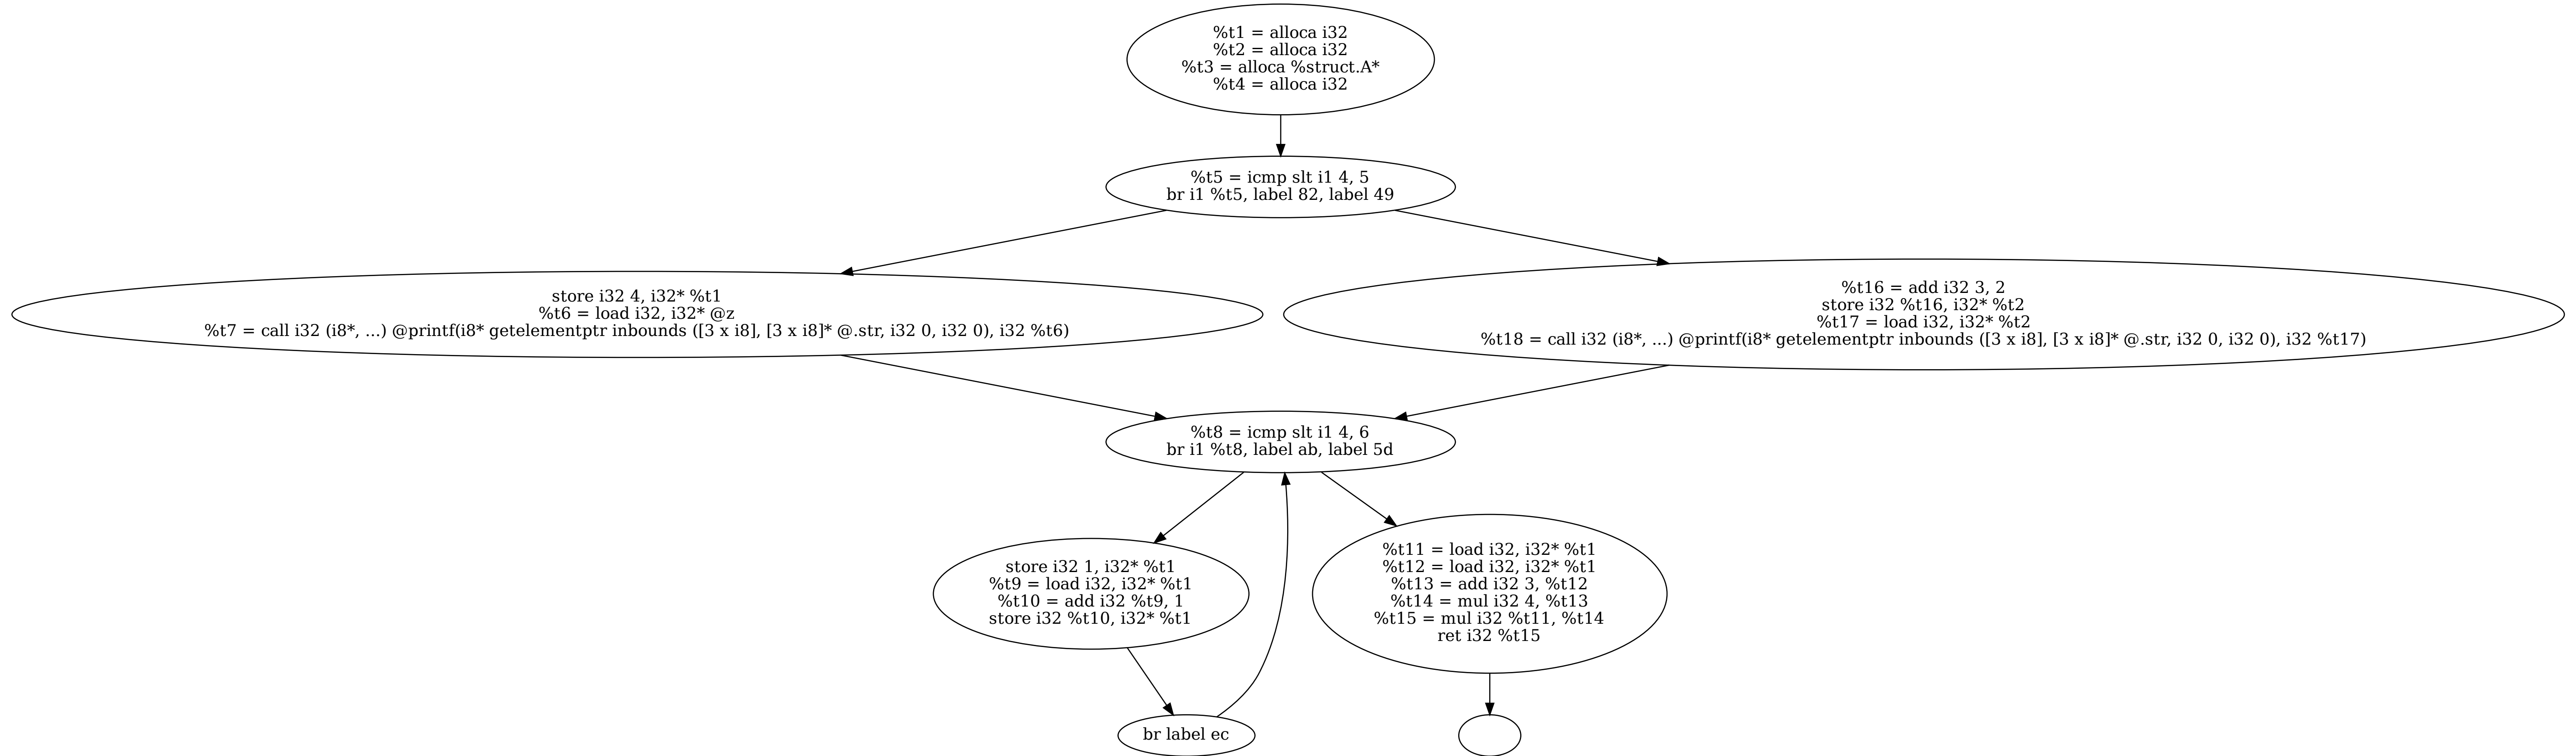 %t1 = alloca i32
%t2 = alloca i32
%t3 = alloca %struct.A*
%t4 = alloca i32
%t5 = icmp slt i1 4, 5
br i1 %t5, label 82, label 49
store i32 4, i32* %t1
%t6 = load i32, i32* @z
%t7 = call i32 (i8*, ...) @printf(i8* getelementptr inbounds ([3 x i8], [3 x i8]* @.str, i32 0, i32 0), i32 %t6)
%t16 = add i32 3, 2
store i32 %t16, i32* %t2
%t17 = load i32, i32* %t2
%t18 = call i32 (i8*, ...) @printf(i8* getelementptr inbounds ([3 x i8], [3 x i8]* @.str, i32 0, i32 0), i32 %t17)
%t8 = icmp slt i1 4, 6
br i1 %t8, label ab, label 5d
store i32 1, i32* %t1
%t9 = load i32, i32* %t1
%t10 = add i32 %t9, 1
store i32 %t10, i32* %t1
%t11 = load i32, i32* %t1
%t12 = load i32, i32* %t1
%t13 = add i32 3, %t12
%t14 = mul i32 4, %t13
%t15 = mul i32 %t11, %t14
ret i32 %t15
br label ec